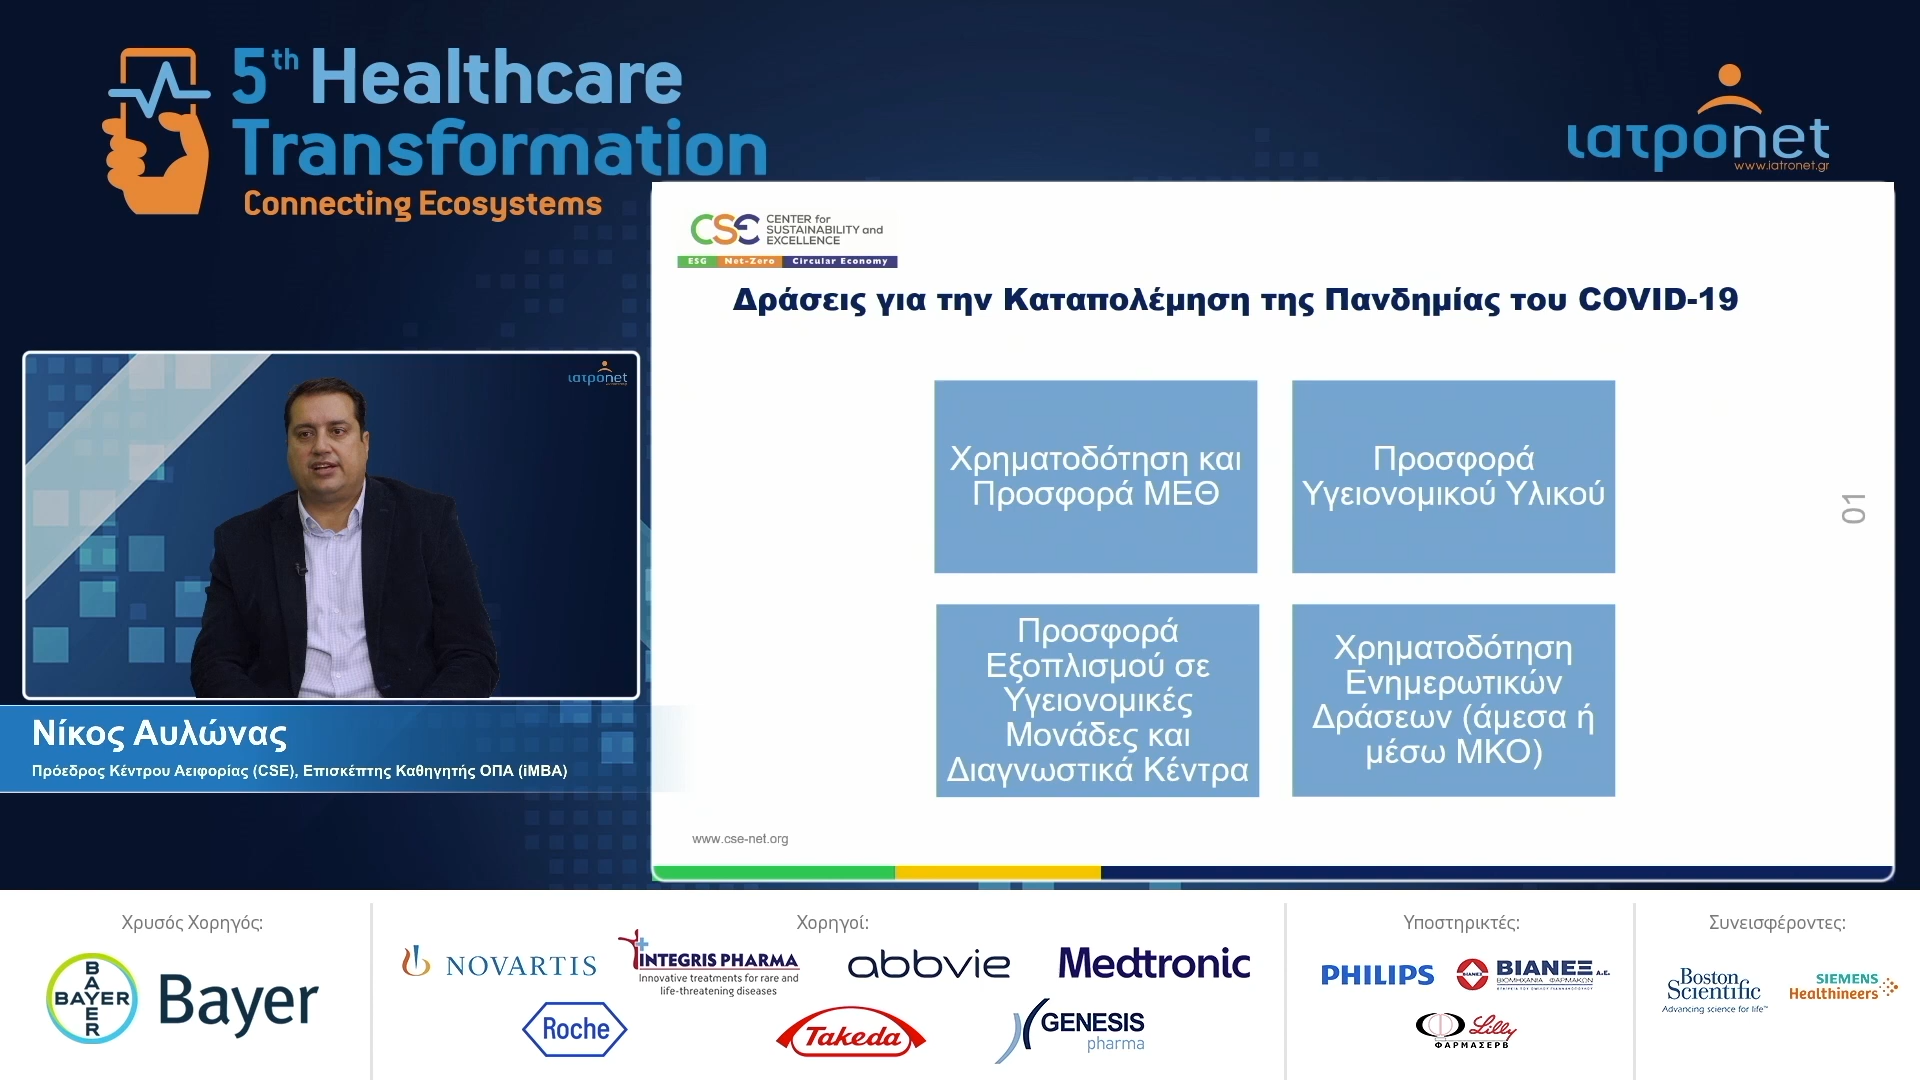 5th Healthcare
Transformation
Connecting Ecosystems
ιατροnet
www.iatronet.gr
CSE CENTER for
SUSTAINABILITY and
EXCELLENCE
ESG Net-Zero Circular Economy
Δράσεις για την Καταπολέμηση της Πανδημίας του COVID-19
Χρηματοδότηση και
Προσφορά ΜΕΘ
Προσφορά
Υγειονομικού Υλικού
Προσφορά
Εξοπλισμού σε
Υγειονομικές
Μονάδες και
Διαγνωστικά Κέντρα
Χρηματοδότηση
Ενημερωτικών
Δράσεων (άμεσα ή
μέσω ΜΚΟ)
01
www.cse-net.org
ιατροnet
Νίκος Αυλώνας
Πρόεδρος Κέντρου Αειφορίας (CSE), Επισκέπτης Καθηγητής ΟΠΑ (iMBA)
Χρυσός Χορηγός:
BAYER
BAYER
Bayer
Χορηγοί:
NOVARTIS
INTEGRIS PHARMA
Innovative treatments for rare and
life-threatening diseases
abbvie
Medtronic
Roche
Takeda
GENESIS
pharma
Υποστηρικτές:
PHILIPS
ΒΙΑΝΕΞ Α.Ε.
ΒΙΟΜΗΧΑΝΙΑ ΦΑΡΜΑΚΩΝ
Lilly
ΦΑΡΜΑΣΕΡΒ
Συνεισφέροντες:
Boston
Scientific
Advancing science for life™
SIEMENS
Healthineers